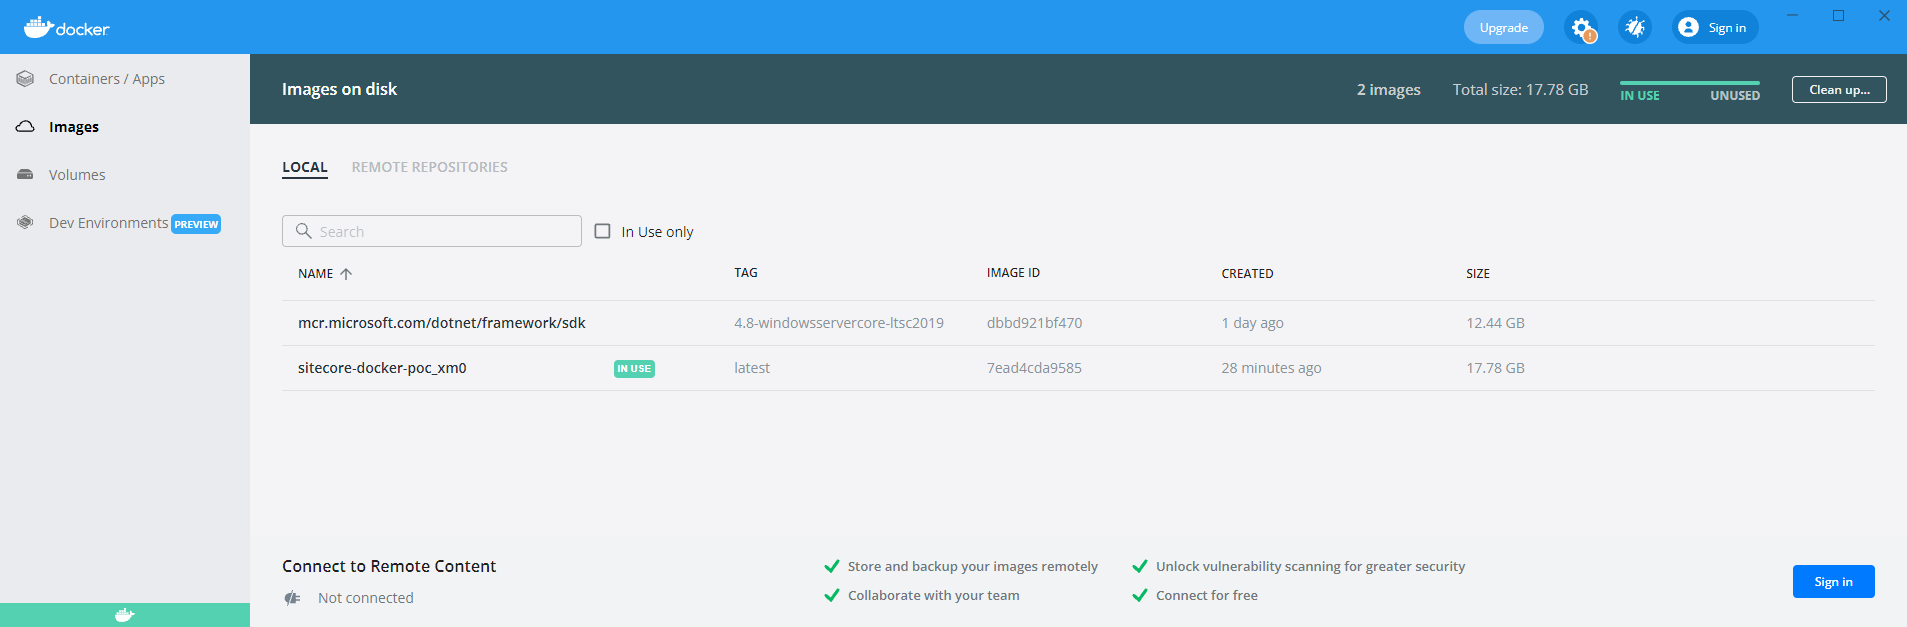 docker
Upgrade
!
Sign in
Containers / Apps
Images
Volumes
Dev Environments PREVIEW
Images on disk
2 images
Total size: 17.78 GB
IN USE UNUSED
Clean up...
LOCAL REMOTE REPOSITORIES
Search
In Use only
NAME TAG IMAGE ID CREATED SIZE
mcr.microsoft.com/dotnet/framework/sdk 4.8-windowsservercore-ltsc2019 dbbd921bf470 1 day ago 12.44 GB
sitecore-docker-poc_xm0 IN USE latest 7ead4cda9585 28 minutes ago 17.78 GB
Connect to Remote Content
Not connected
Store and backup your images remotely
Collaborate with your team
Unlock vulnerability scanning for greater security
Connect for free
Sign in